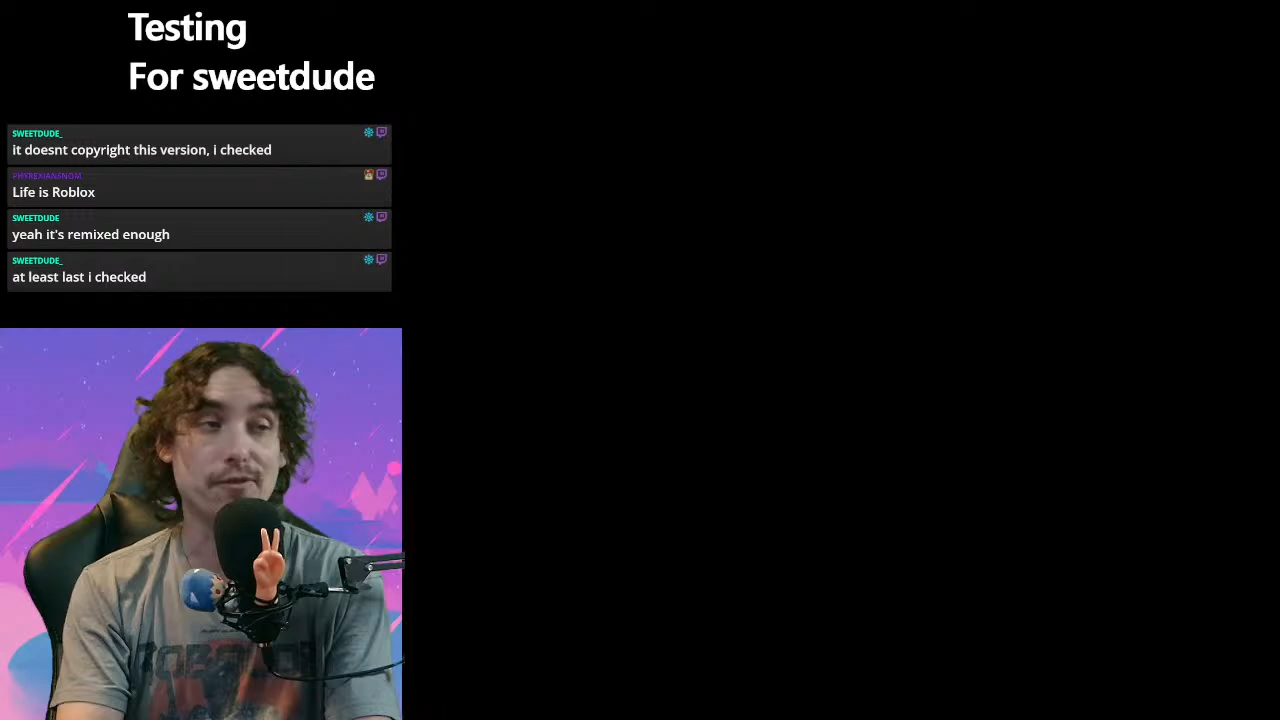 Testing
For sweetdude
SWEETDUDE_
it doesnt copyright this version, i checked
PHYREXIANSNOM
Life is Roblox
SWEETDUDE
yeah it's remixed enough
SWEETDUDE_
at least last i checked